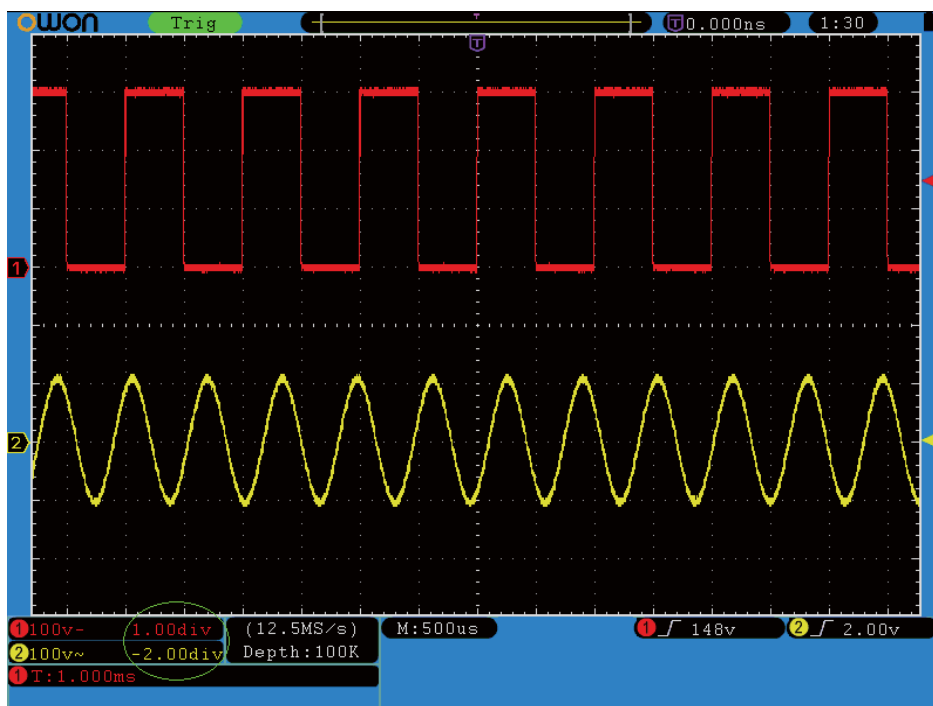 owon Trig T T 0.000ns 1:30
T
1
2
1 100v- 1.00div (12.5MS/s) M:500us 1 148v 2 2.00v
2 100v~ -2.00div Depth:100K
1 T:1.000ms